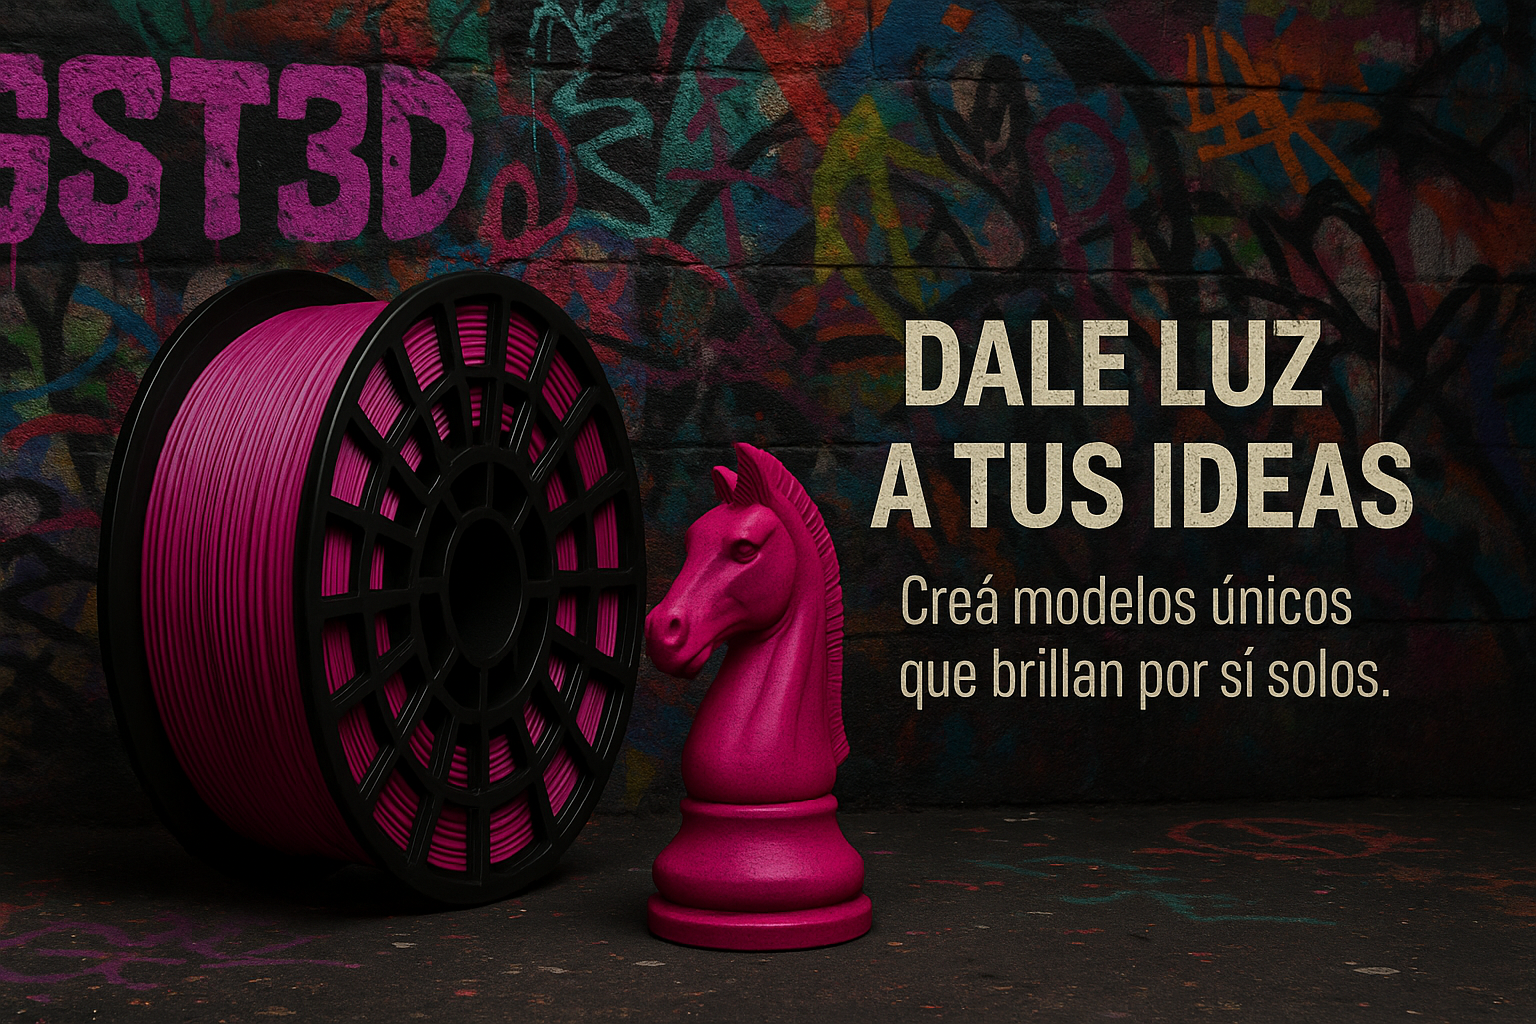 GST3D
DALE LUZ
A TUS IDEAS
Creá modelos únicos
que brillan por sí solos.